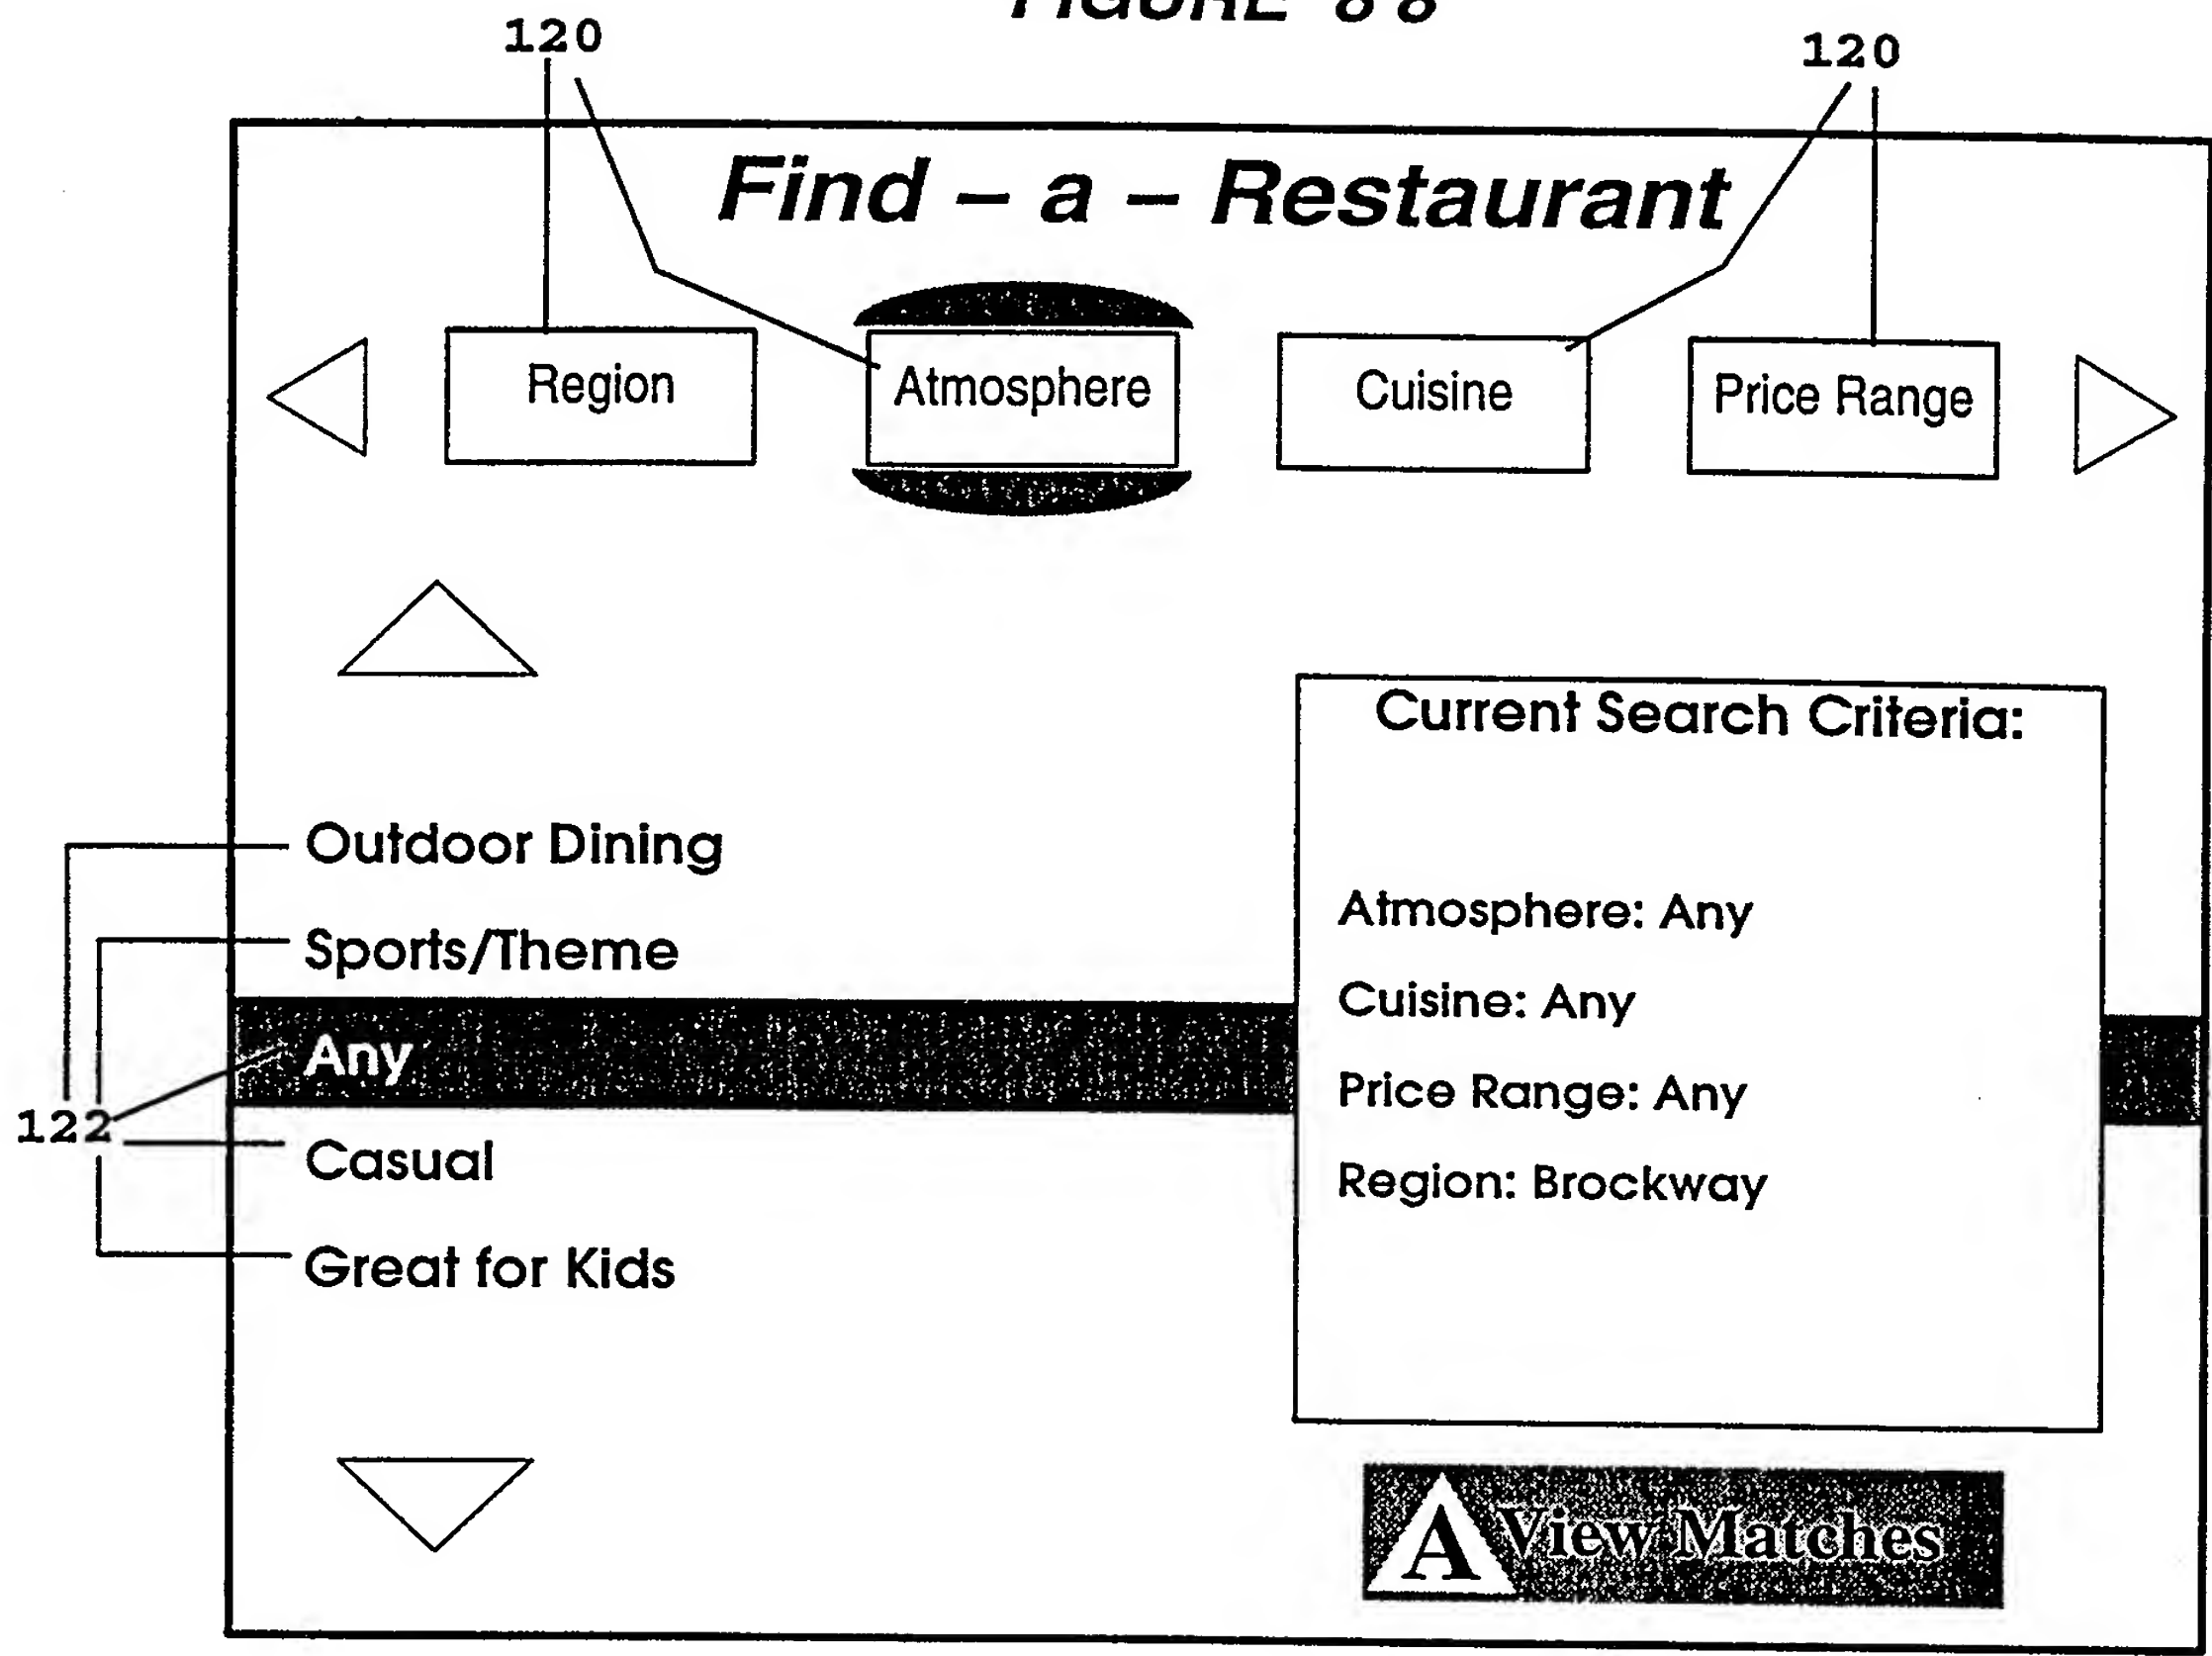 FIGURE
120
120
Find – a – Restaurant
Region
Atmosphere
Cuisine
Price Range
Current Search Criteria:
Outdoor Dining
Sports/Theme
Any
Casual
Great for Kids
122
Atmosphere: Any
Cuisine: Any
Price Range: Any
Region: Brockway
A View Matches